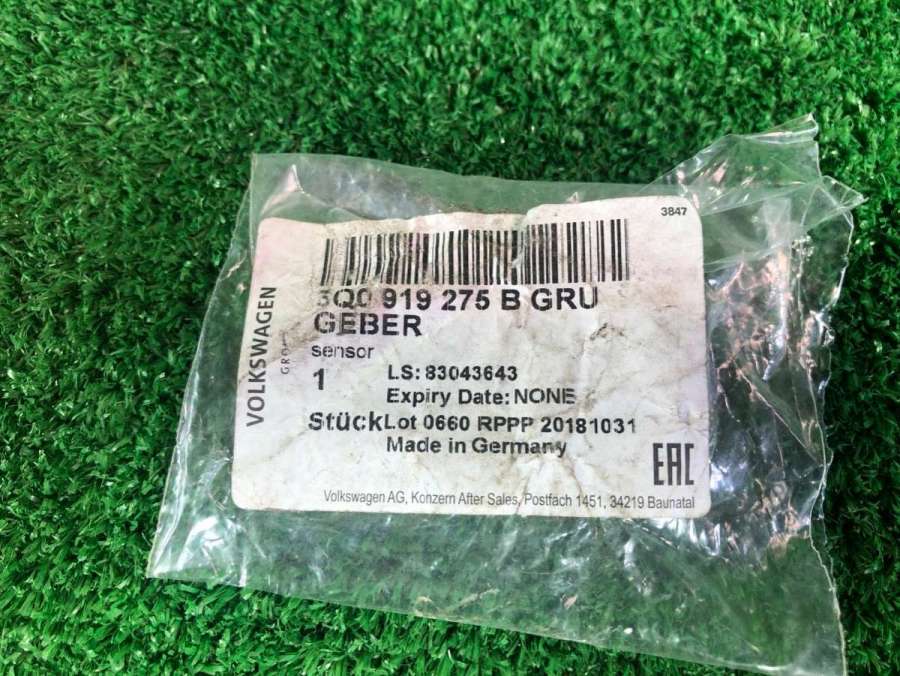 3847
VOLKSWAGEN
3Q0 919 275 B GRU
GEBER
sensor
1
LS: 83043643
Expiry Date: NONE
Stück
Lot 0660 RPPP 20181031
Made in Germany
EAC
Volkswagen AG, Konzern After Sales, Postfach 1451, 34219 Baunatal